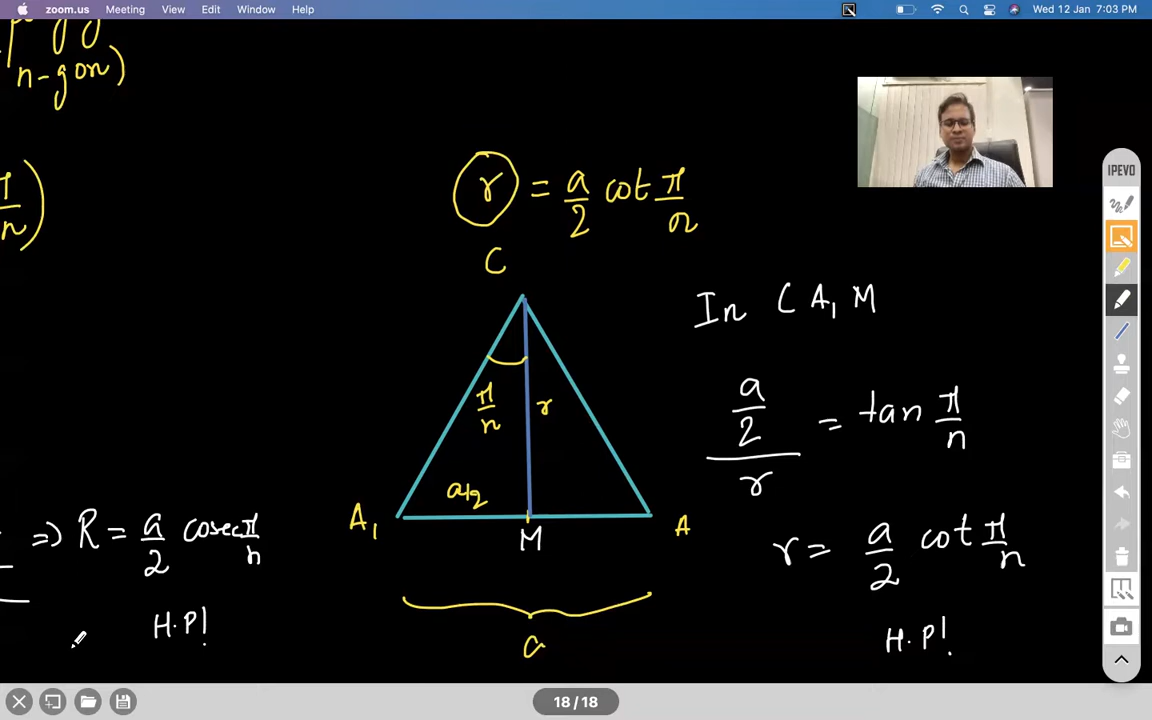 zoom.us Meeting View Edit Window Help Wed 12 Jan 7:03 PM
n-gon)
π/n)
r = a/2 cot π/n
IPEVO
C
In CA₁M
(a/2)/r = tan π/n
π/n r
a/2
A₁ M A
⇒ R = a/2 cosec π/n
r = a/2 cot π/n
H.P!
a
H.P!
18/18